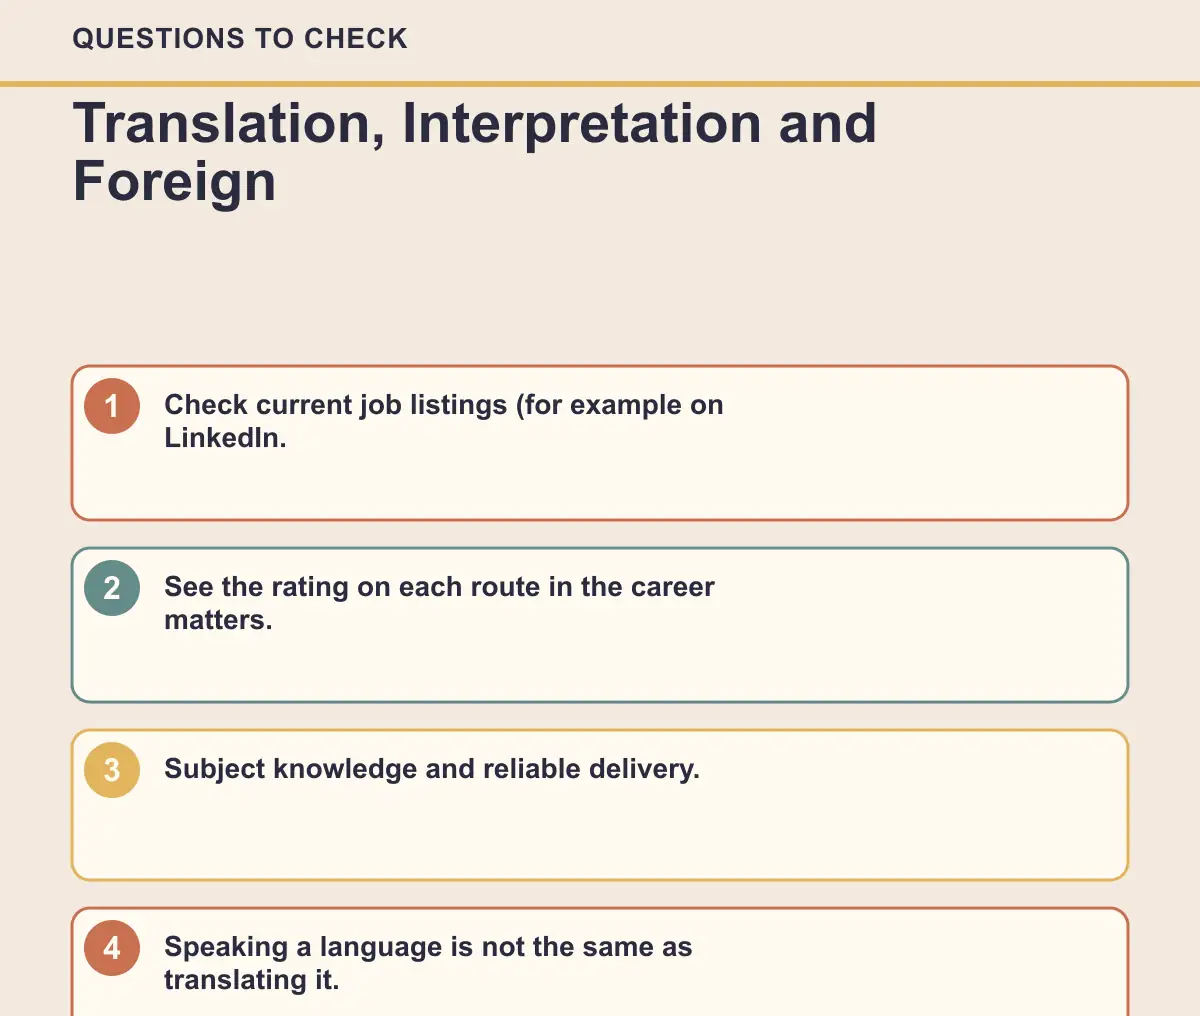 QUESTIONS TO CHECK
Translation, Interpretation and
Foreign
1
Check current job listings (for example on
LinkedIn.
2
See the rating on each route in the career
matters.
3
Subject knowledge and reliable delivery.
4
Speaking a language is not the same as
translating it.